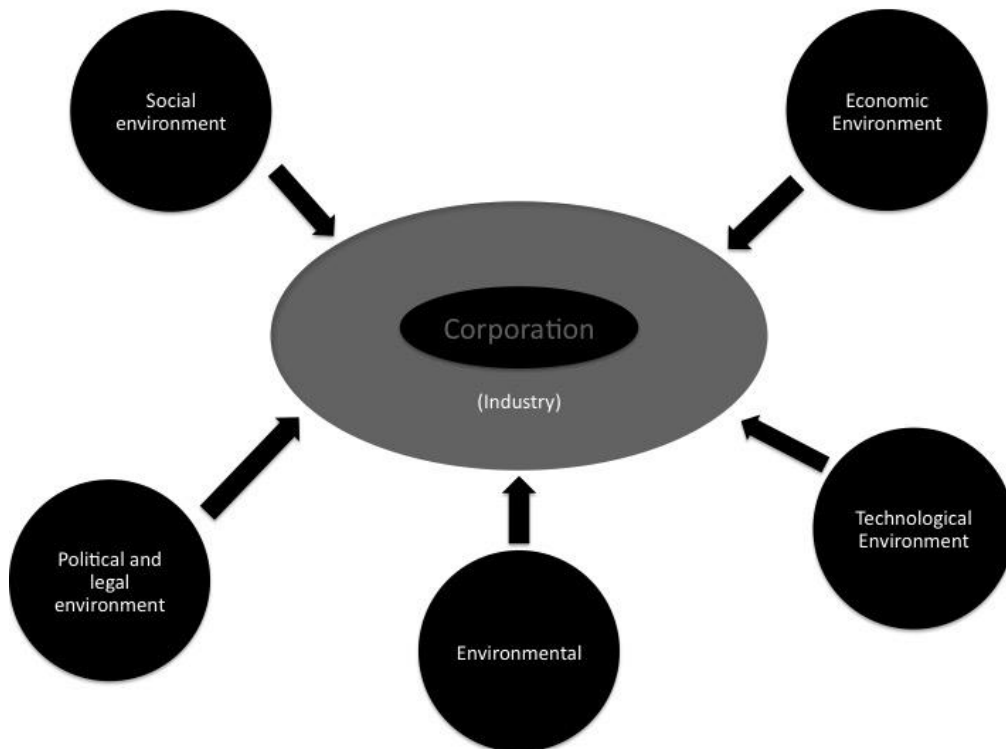 Social
environment
Economic
Environment
Corporation
(Industry)
Political and
legal
environment
Environmental
Technological
Environment